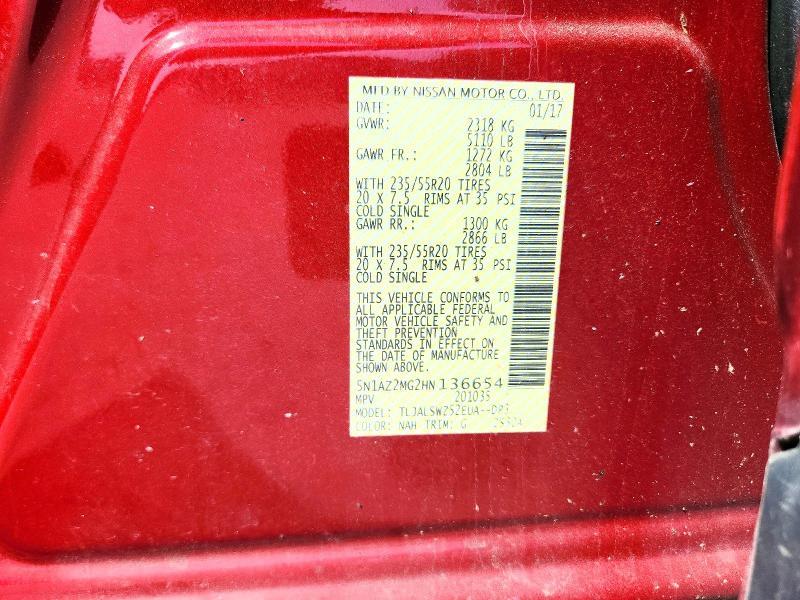 MFD BY NISSAN MOTOR CO., LTD.
DATE: 01/17
GVWR: 2318 KG
5110 LB
GAWR FR.: 1272 KG
2804 LB
WITH 235/55R20 TIRES
20 X 7.5 RIMS AT 35 PSI
COLD SINGLE
GAWR RR.: 1300 KG
2866 LB
WITH 235/55R20 TIRES
20 X 7.5 RIMS AT 35 PSI
COLD SINGLE
THIS VEHICLE CONFORMS TO
ALL APPLICABLE FEDERAL
MOTOR VEHICLE SAFETY AND
THEFT PREVENTION
STANDARDS IN EFFECT ON
THE DATE OF MANUFACTURE
SHOWN ABOVE.
5N1AZ2MG2HN136654
MPV 201035
MODEL:
COLOR: NAH TRIM: G